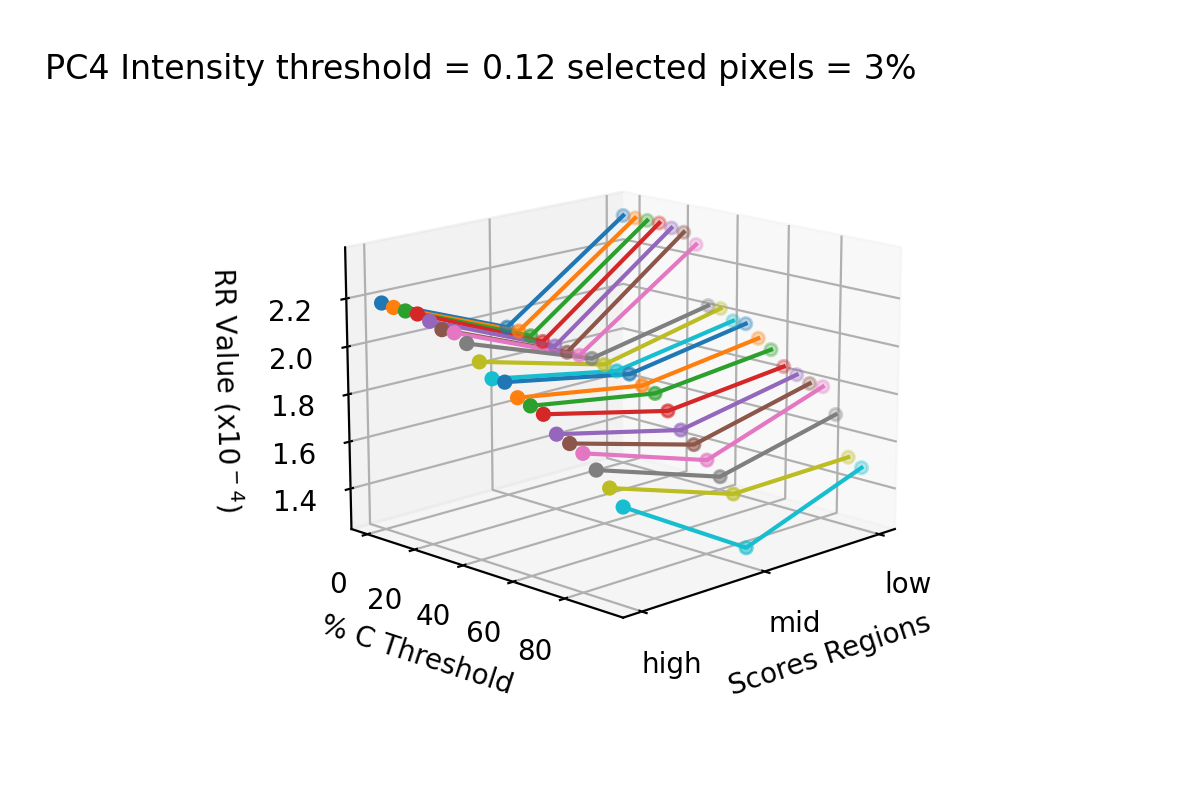 PC4 Intensity threshold = 0.12 selected pixels = 3%
RR Value (x10⁻⁴)
2.2
2.0
1.8
1.6
1.4
0
20
40
60
80
% C Threshold
high
mid
low
Scores Regions